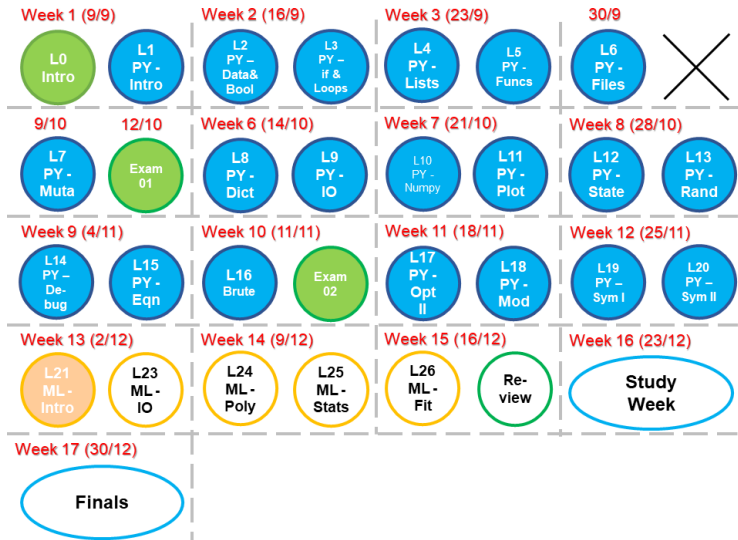 Week 1 (9/9)
L0
Intro
L1
PY -
Intro
Week 2 (16/9)
L2
PY –
Data&
Bool
L3
PY –
if &
Loops
Week 3 (23/9)
L4
PY -
Lists
L5
PY -
Funcs
30/9
L6
PY -
Files
9/10
L7
PY -
Muta
12/10
Exam
01
Week 6 (14/10)
L8
PY -
Dict
L9
PY -
IO
Week 7 (21/10)
L10
PY -
Numpy
L11
PY -
Plot
Week 8 (28/10)
L12
PY -
State
L13
PY -
Rand
Week 9 (4/11)
L14
PY –
De-
bug
L15
PY -
Eqn
Week 10 (11/11)
L16
Brute
Exam
02
Week 11 (18/11)
L17
PY -
Opt
II
L18
PY -
Mod
Week 12 (25/11)
L19
PY –
Sym I
L20
PY –
Sym II
Week 13 (2/12)
L21
ML -
Intro
L23
ML -
IO
Week 14 (9/12)
L24
ML -
Poly
L25
ML -
Stats
Week 15 (16/12)
L26
ML -
Fit
Re-
view
Week 16 (23/12)
Study
Week
Week 17 (30/12)
Finals